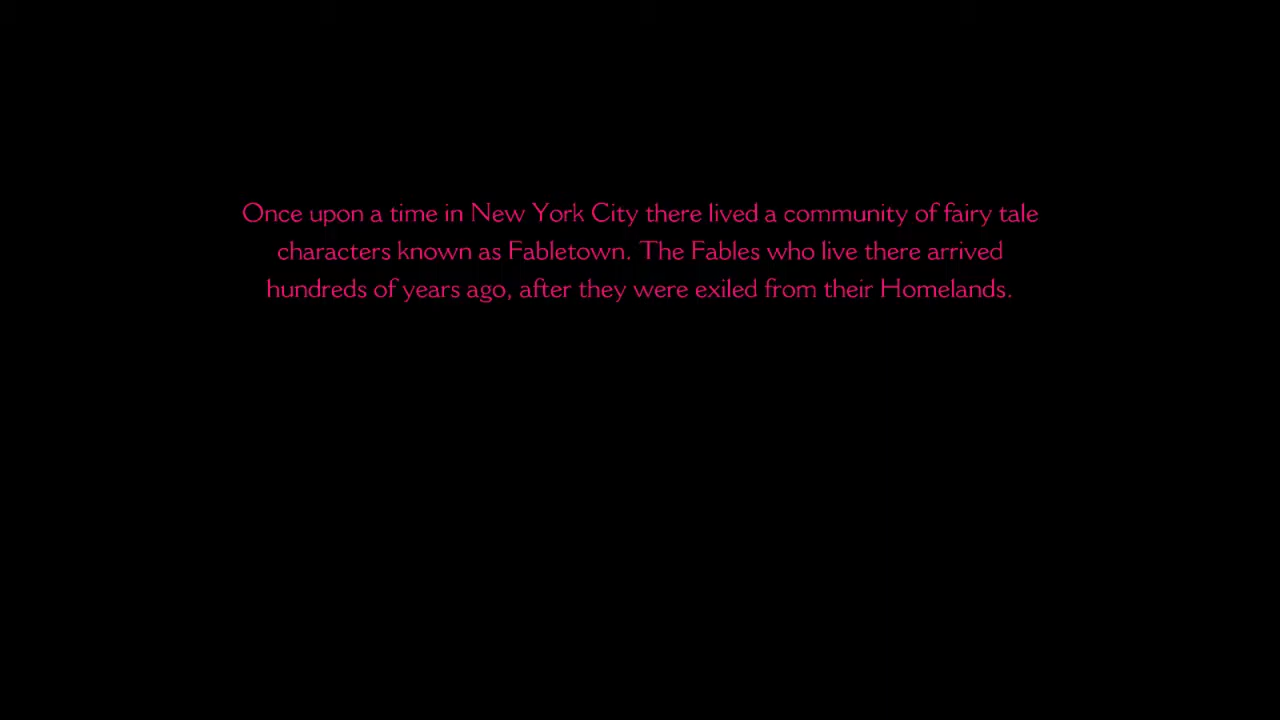 Once upon a time in New York City there lived a community of fairy tale
characters known as Fabletown. The Fables who live there arrived
hundreds of years ago, after they were exiled from their Homelands.